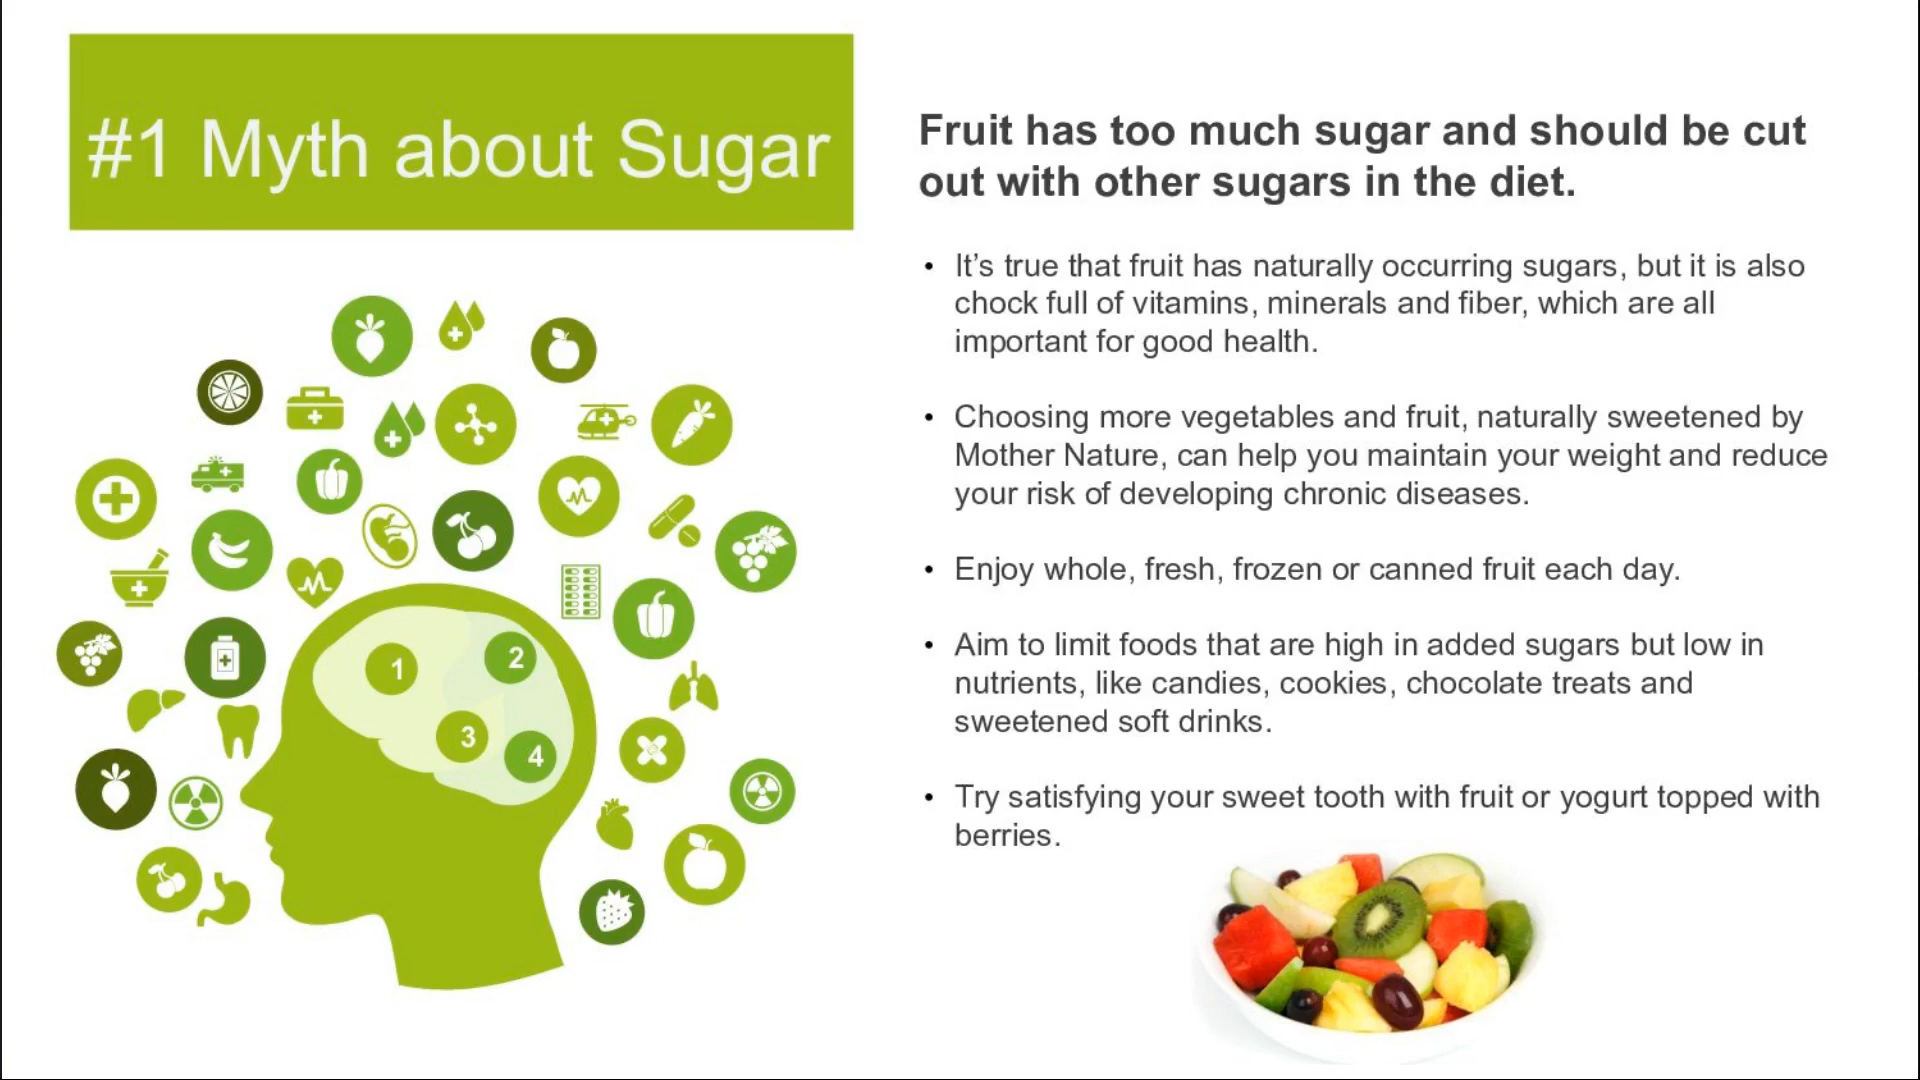 #1 Myth about Sugar
Fruit has too much sugar and should be cut
out with other sugars in the diet.
• It’s true that fruit has naturally occurring sugars, but it is also
chock full of vitamins, minerals and fiber, which are all
important for good health.
• Choosing more vegetables and fruit, naturally sweetened by
Mother Nature, can help you maintain your weight and reduce
your risk of developing chronic diseases.
• Enjoy whole, fresh, frozen or canned fruit each day.
• Aim to limit foods that are high in added sugars but low in
nutrients, like candies, cookies, chocolate treats and
sweetened soft drinks.
• Try satisfying your sweet tooth with fruit or yogurt topped with
berries.
1
2
3
4